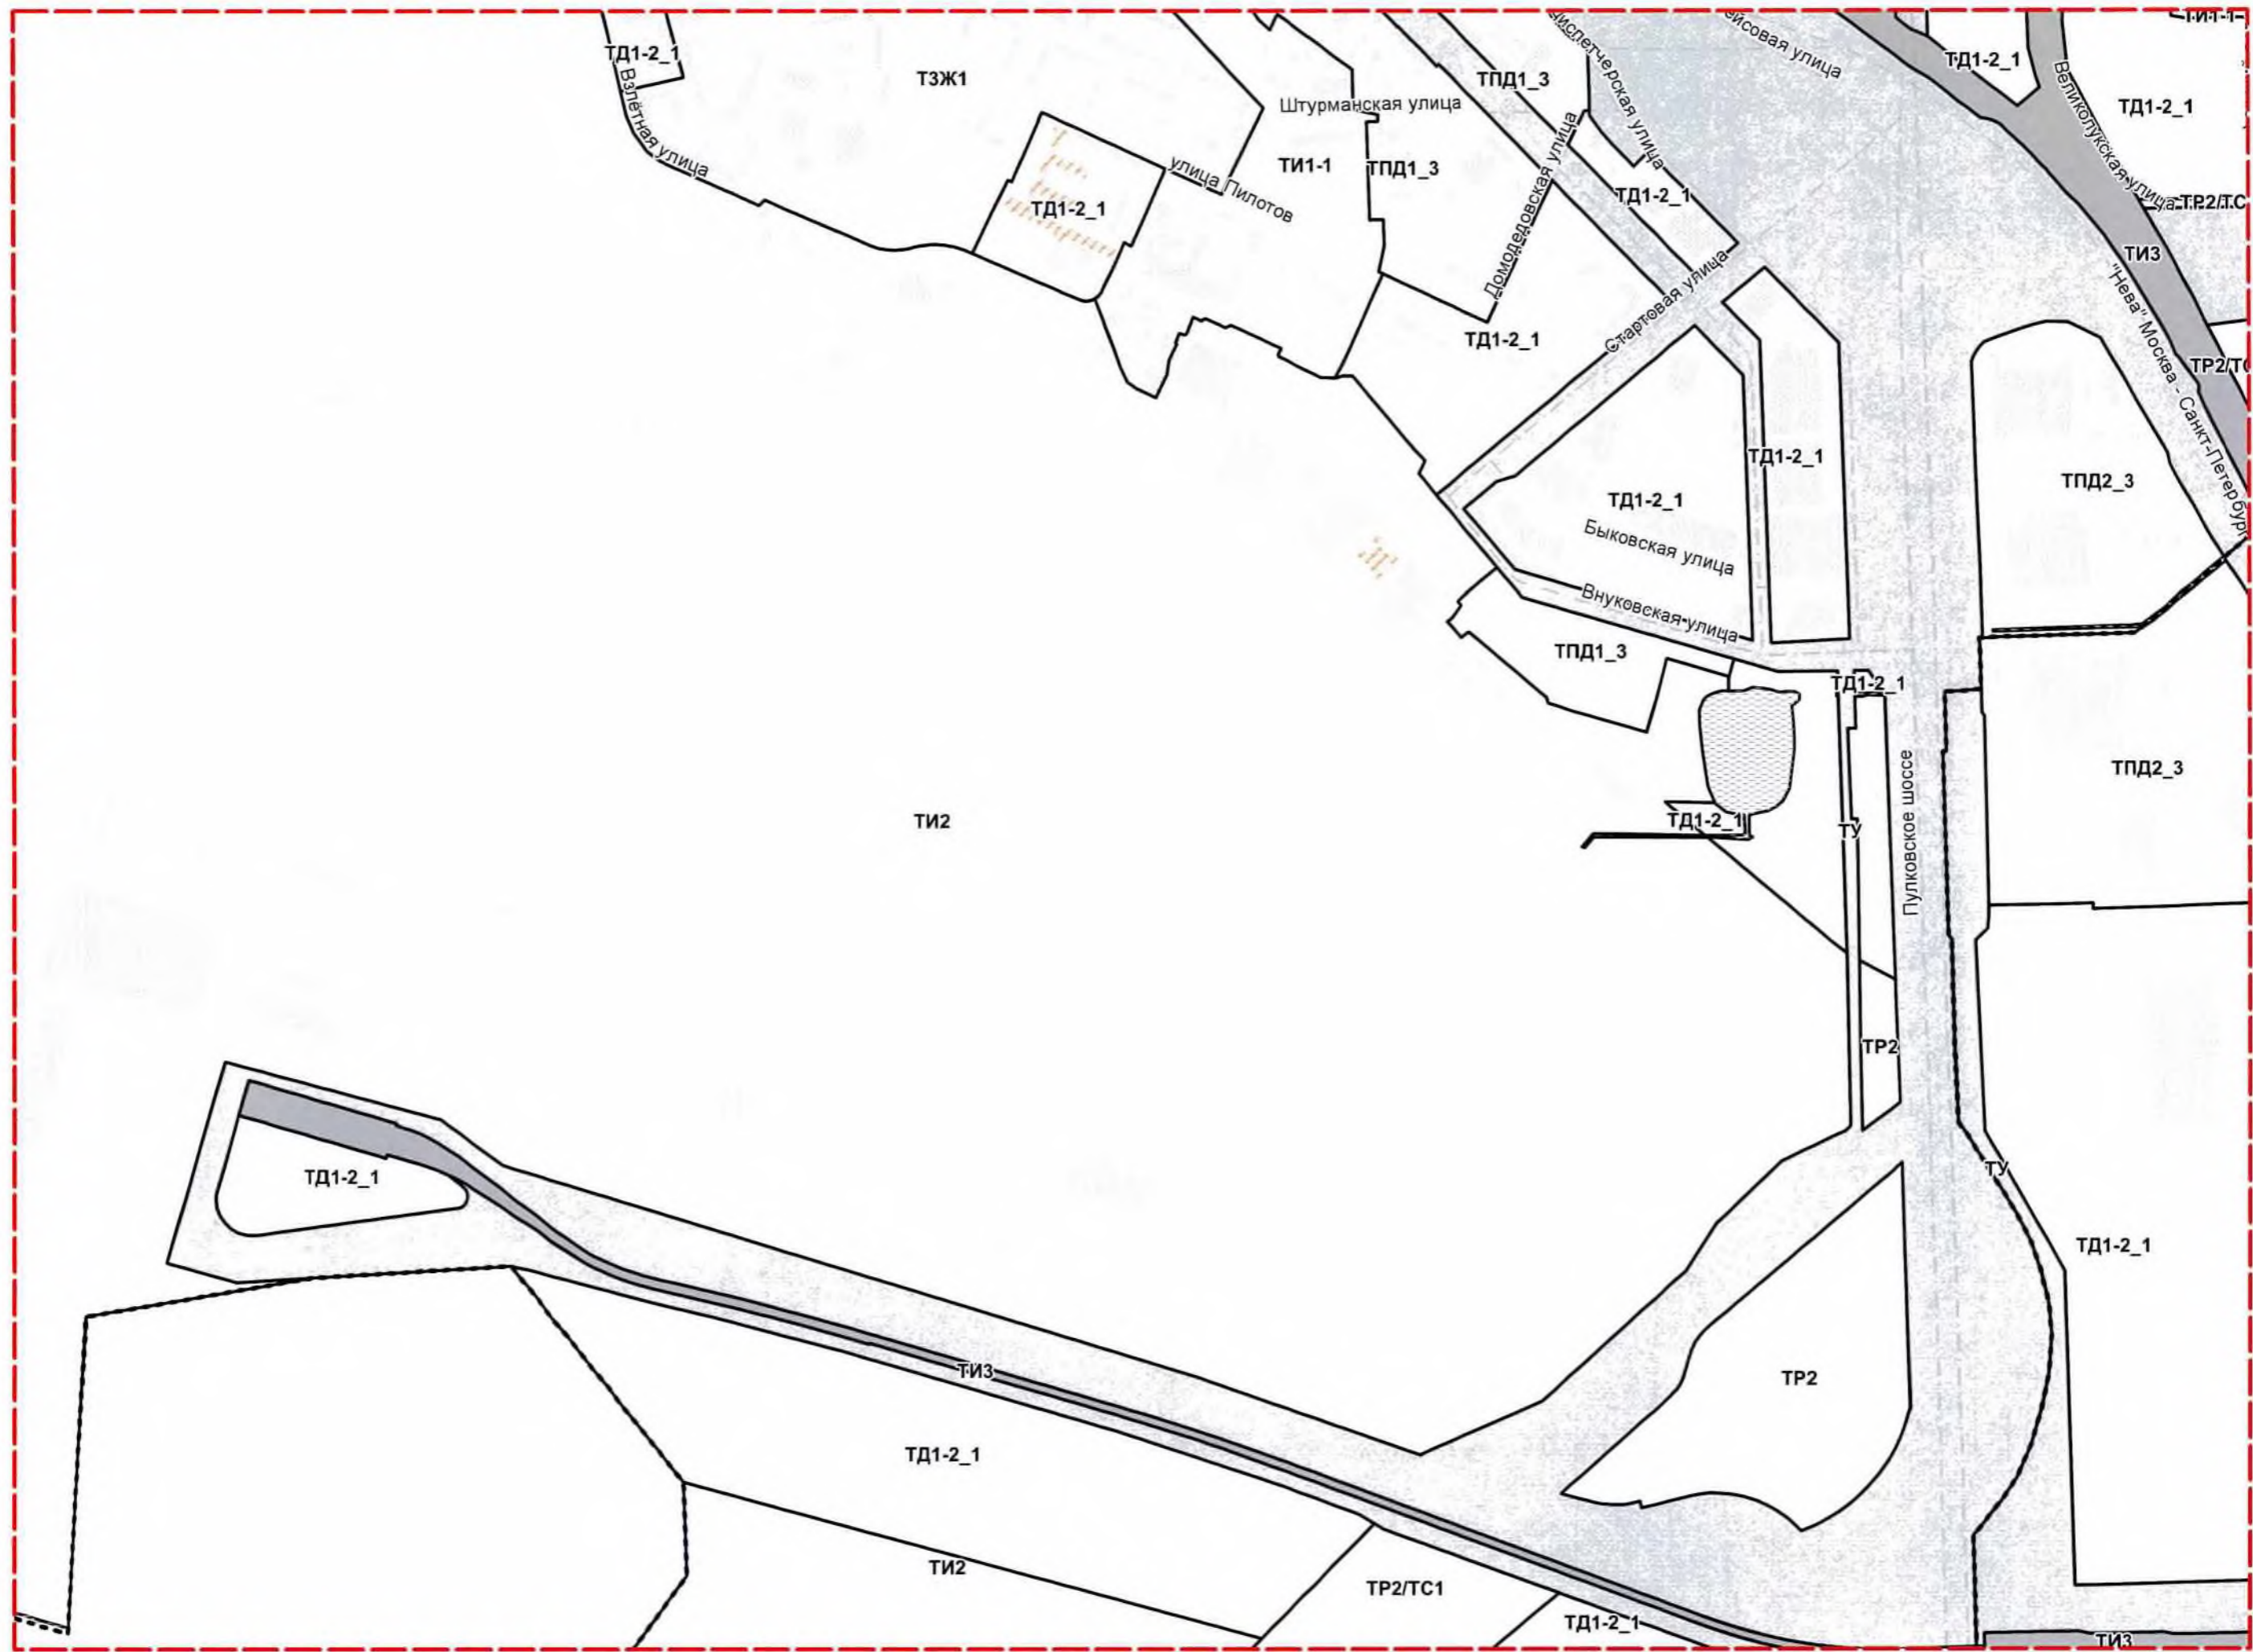 ТИ1-1
ТД1-2_1
Взлётная улица
ТЗЖ1
ТД1-2_1
улица Пилотов
Штурманская улица
ТИ1-1
ТПД1_3
ТПД1_3
Домодедовская улица
ТД1-2_1
ТД1-2_1
Стартовая улица
ТД1-2_1
Великолукская улица
ТД1-2_1
ТР2/ТС
ТИ3
"Нева" Москва - Санкт-Петербург
ТД1-2_1
ТД1-2_1
Быковская улица
Внуковская улица
ТПД2_3
ТПД1_3
ТД1-2_1
ТД1-2_1
ТУ
Пулковское шоссе
ТПД2_3
ТИ2
ТР2
ТД1-2_1
ТУ
ТД1-2_1
ТИ3
ТР2
ТД1-2_1
ТИ2
ТР2/ТС1
ТД1-2_1
ТИ3